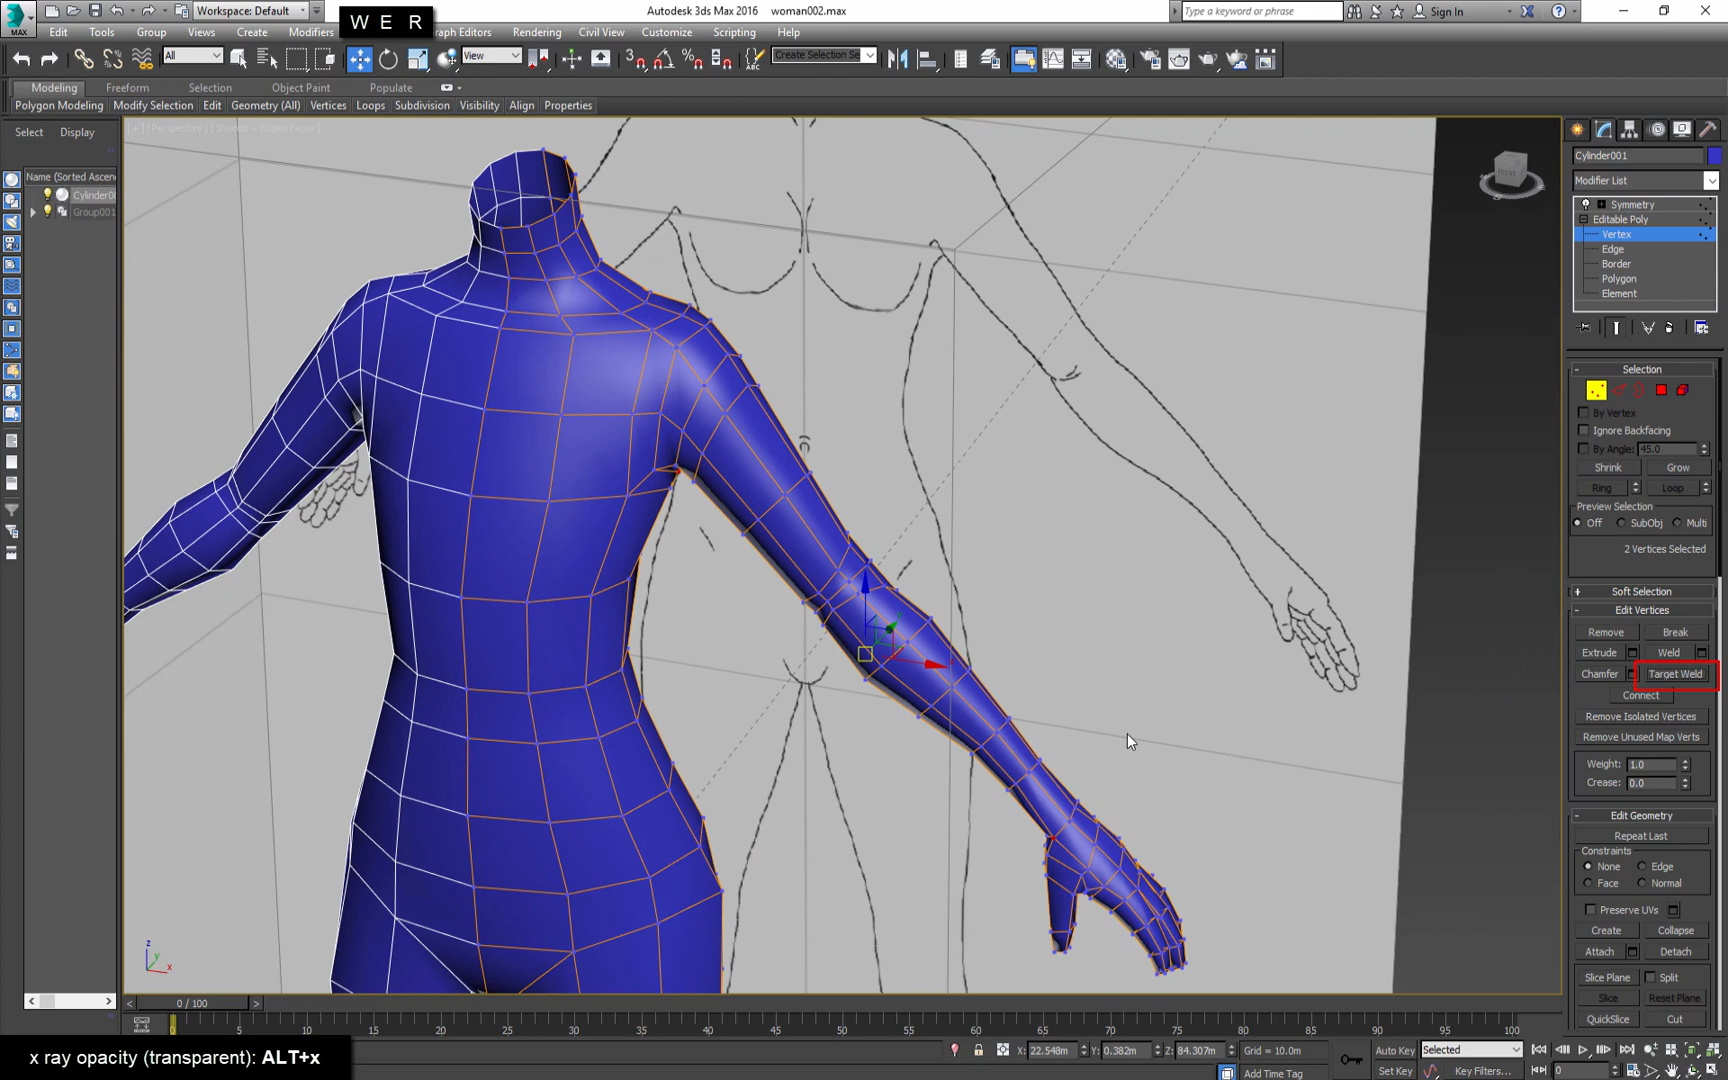 Workspace: Default
Autodesk 3ds Max 2016 woman002.max
Type a keyword or phrase
Sign In
MAX
W E R
Edit Tools Group Views Create Modifiers
raph Editors Rendering Civil View Customize Scripting Help
All
View
Create Selection Se
Modeling Freeform Selection Object Paint Populate
Polygon Modeling Modify Selection Edit Geometry (All) Vertices Loops Subdivision Visibility Align Properties
Select Display
[+][Perspective][Shaded + Edged Faces]
Name (Sorted Ascen
Cylinder00
Group001
Cylinder001
Modifier List
Symmetry
Editable Poly
Vertex
Edge
Border
Polygon
Element
Selection
By Vertex
Ignore Backfacing
By Angle: 45.0
Shrink Grow
Ring Loop
Preview Selection
Off SubObj Multi
2 Vertices Selected
Soft Selection
Edit Vertices
Remove Break
Extrude Weld
Chamfer Target Weld
Connect
Remove Isolated Vertices
Remove Unused Map Verts
Weight: 1.0
Crease: 0.0
Edit Geometry
Repeat Last
Constraints
None Edge
Face Normal
Preserve UVs
Create Collapse
Attach Detach
Slice Plane Split
Slice Reset Plane
QuickSlice Cut
z
y
x
0 / 100
0 5 10 15 20 25 30 35 40 45 50 55 60 65 70 75 80 85 90 95 100
x ray opacity (transparent): ALT+x
X: 22.548m Y: 0.382m Z: 84.307m Grid = 10.0m
Add Time Tag
Auto Key Selected
Set Key Key Filters...
0